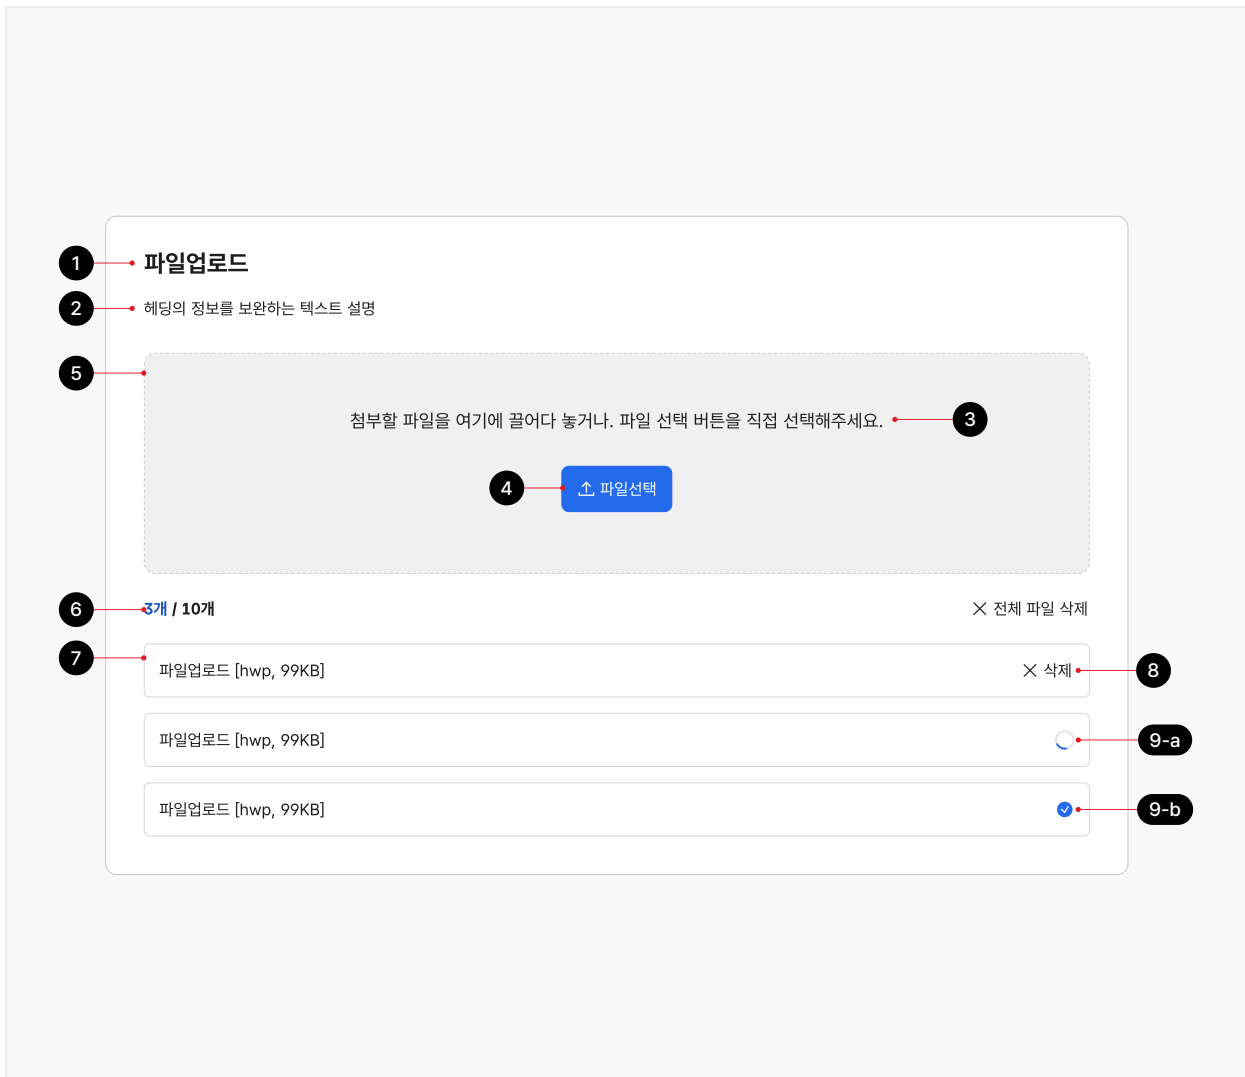 1 파일업로드
2 헤딩의 정보를 보완하는 텍스트 설명
5
첨부할 파일을 여기에 끌어다 놓거나. 파일 선택 버튼을 직접 선택해주세요. 3
4 파일선택
6 3개 / 10개 전체 파일 삭제
7 파일업로드 [hwp, 99KB] 삭제 8
파일업로드 [hwp, 99KB] 9-a
파일업로드 [hwp, 99KB] 9-b